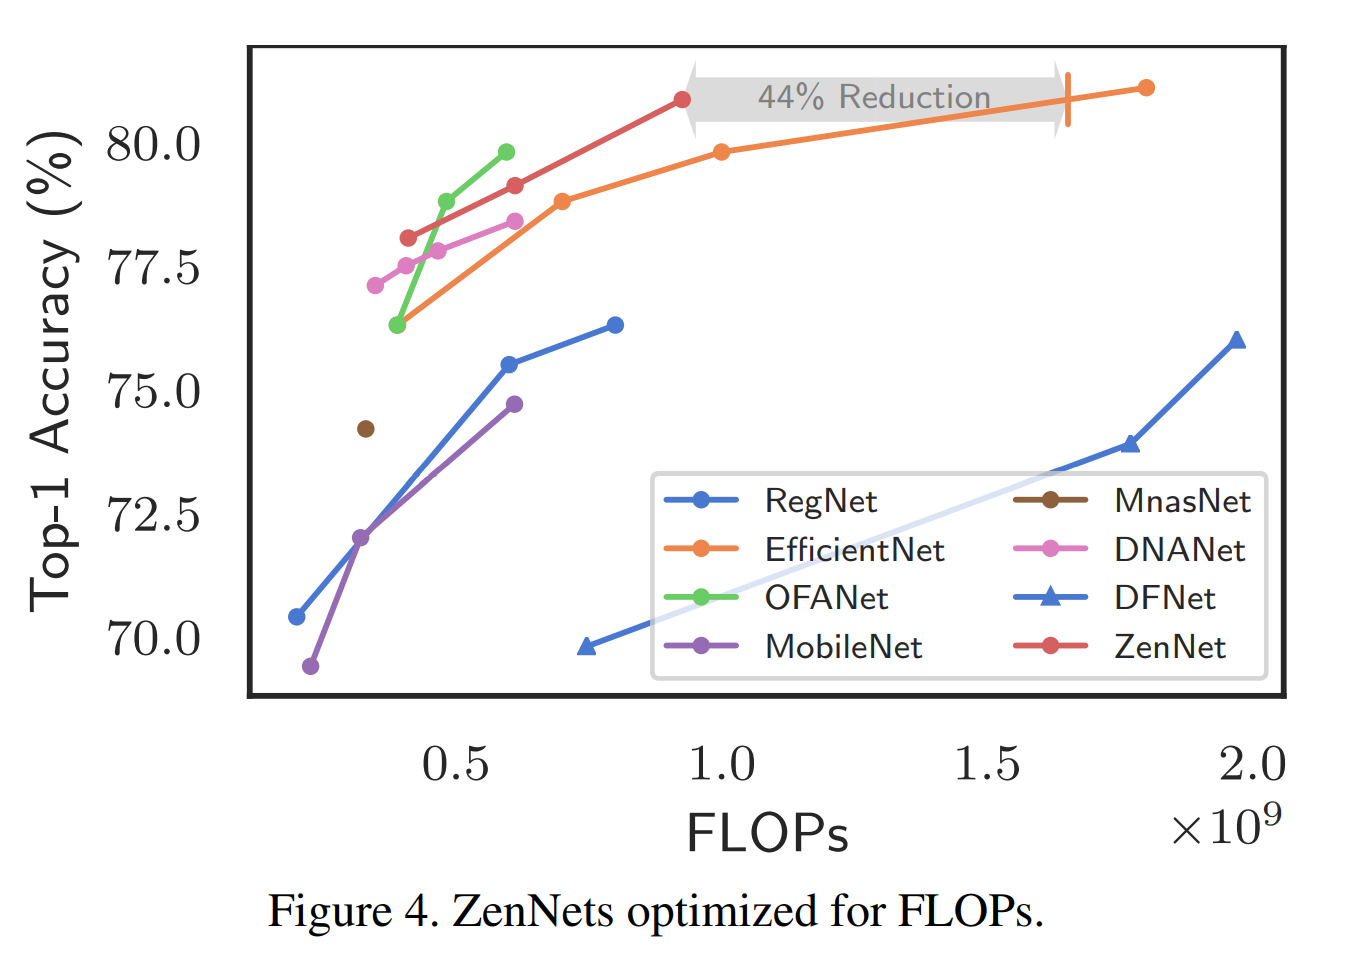 44% Reduction
Top-1 Accuracy (%)
80.0
77.5
75.0
72.5
70.0
RegNet
EfficientNet
OFANet
MobileNet
MnasNet
DNANet
DFNet
ZenNet
0.5 1.0 1.5 2.0
FLOPs
×10⁹
Figure 4. ZenNets optimized for FLOPs.